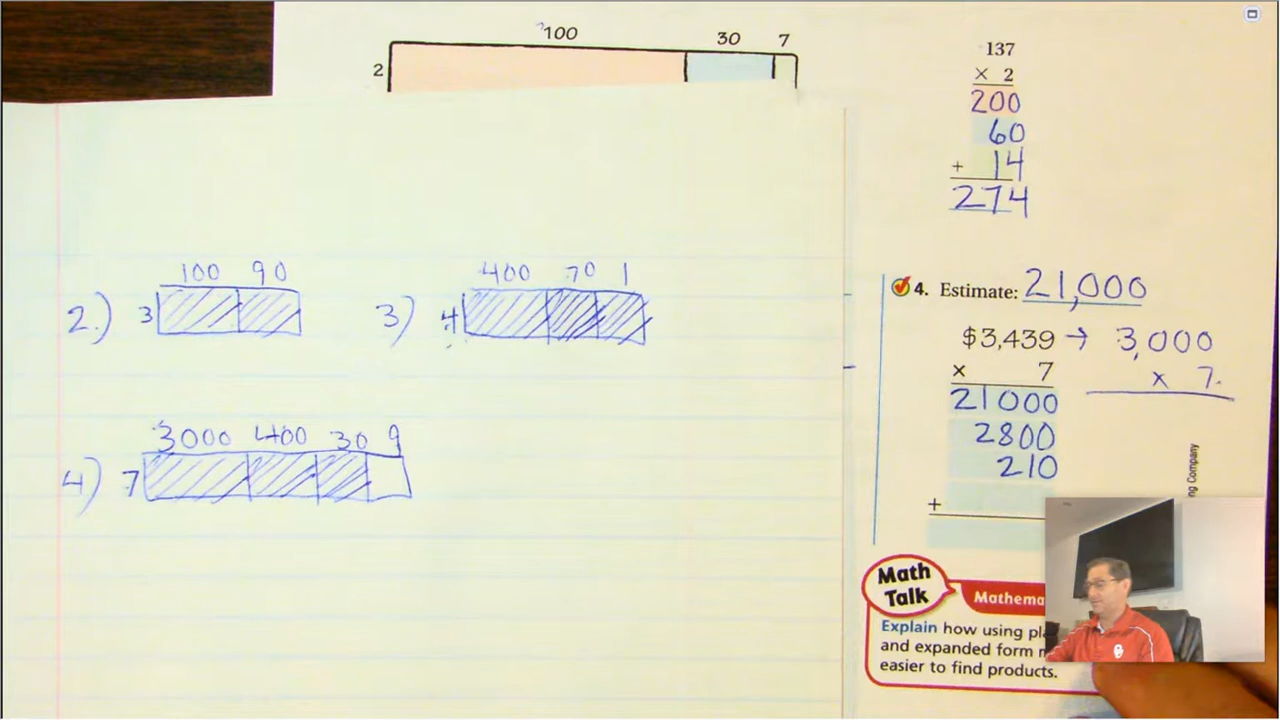 100 30 7
2
137
× 2
200
60
+ 14
274
100 90
2.) 3
400 70 1
3) 4
3000 400 30 9
4) 7
4. Estimate: 21,000
$3,439 → 3,000
× 7 x 7
21000
2800
210
+
ng Company
Math
Talk
Mathema
Explain how using pl
and expanded form m
easier to find products.